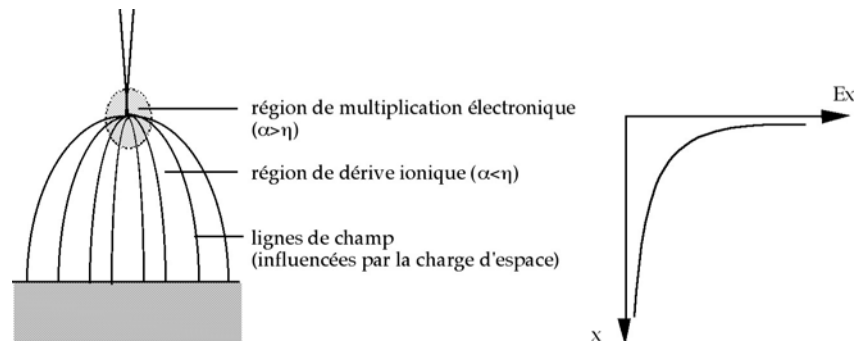 région de multiplication électronique
(α>η)
région de dérive ionique (α<η)
lignes de champ
(influencées par la charge d'espace)
Ex
x